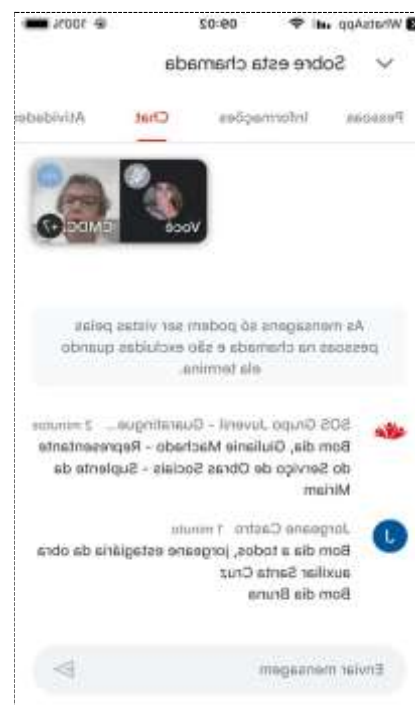 WhatsApp 09:02 100%
Sobre esta chamada
Pessoas Informações Chat Atividades
Você CMDC +7
As mensagens só podem ser vistas pelas
pessoas na chamada e são excluídas quando
ela termina.
SOS Grupo Juvenil - Guaratingue... 2 minutos
Bom dia, Giuliane Machado - Representante
do Serviço de Obras Sociais - Suplente da
Miriam
Jorgeane Castro 1 minuto
J
Bom dia a todos, jorgeane estagiária da obra
auxiliar Santa Cruz
Bom dia Bruna
Enviar mensagem